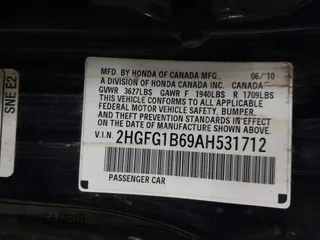 SNE E2
MFD. BY HONDA OF CANADA MFG., 06/10
A DIVISION OF HONDA CANADA INC. CANADA
GVWR 3627LBS GAWR F 1940LBS R 1709LBS
THIS VEHICLE CONFORMS TO ALL APPLICABLE
FEDERAL MOTOR VEHICLE SAFETY, BUMPER,
AND THEFT PREVENTION STANDARDS IN
EFFECT ON THE DATE OF MANUFACTURE
SHOWN ABOVE.
V.I.N. 2HGFG1B69AH531712
PASSENGER CAR